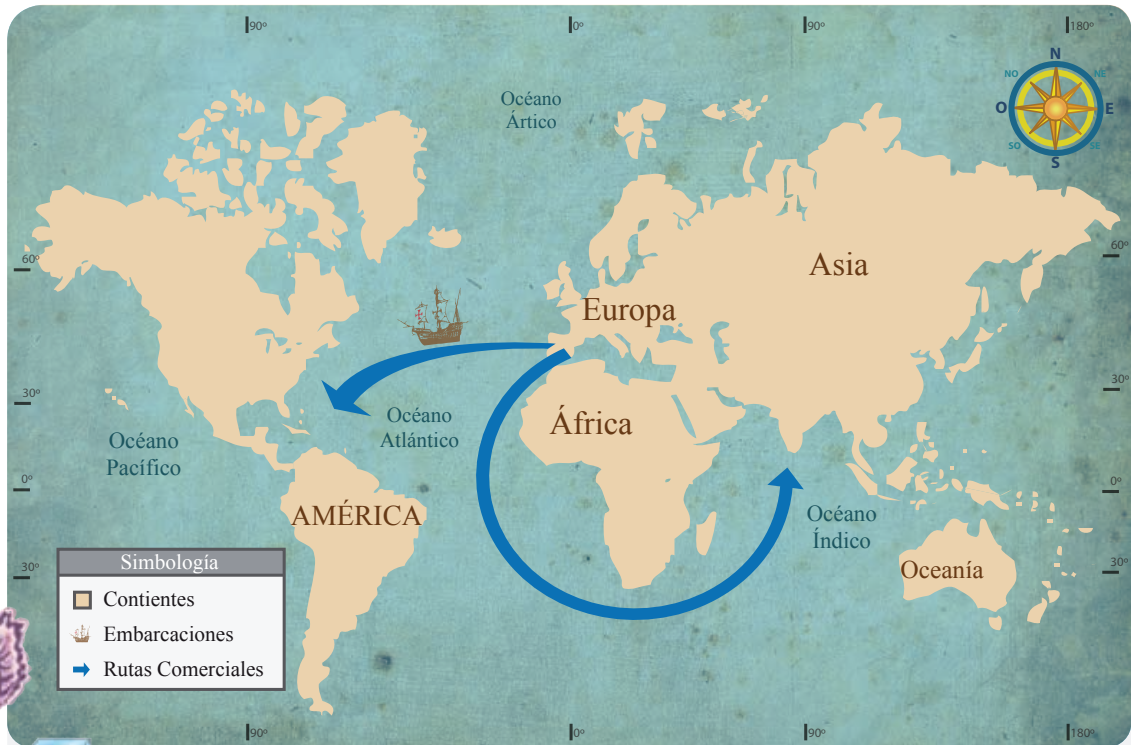 90º
0º
90º
180º
N
NO
NE
O
E
SO
SE
S
Océano
Ártico
Asia
60º
60º
Europa
30º
30º
Océano
Atlántico
África
Océano
Pacífico
0º
0º
AMÉRICA
Océano
Índico
Oceanía
30º
30º
Simbología
Contientes
Embarcaciones
Rutas Comerciales
90º
0º
90º
180º